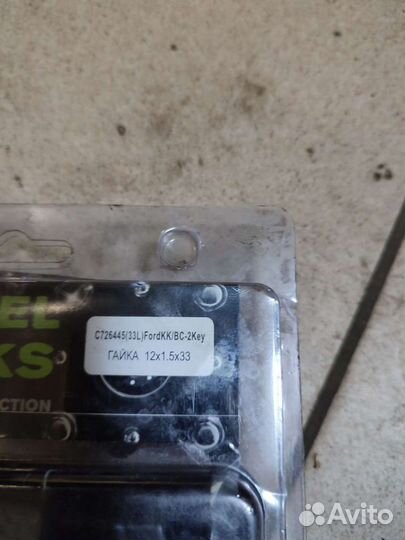 EL
C726445(33L)FordKK/BC-2Key
KS
ГАЙКА 12x1.5x33
CTION
Avito